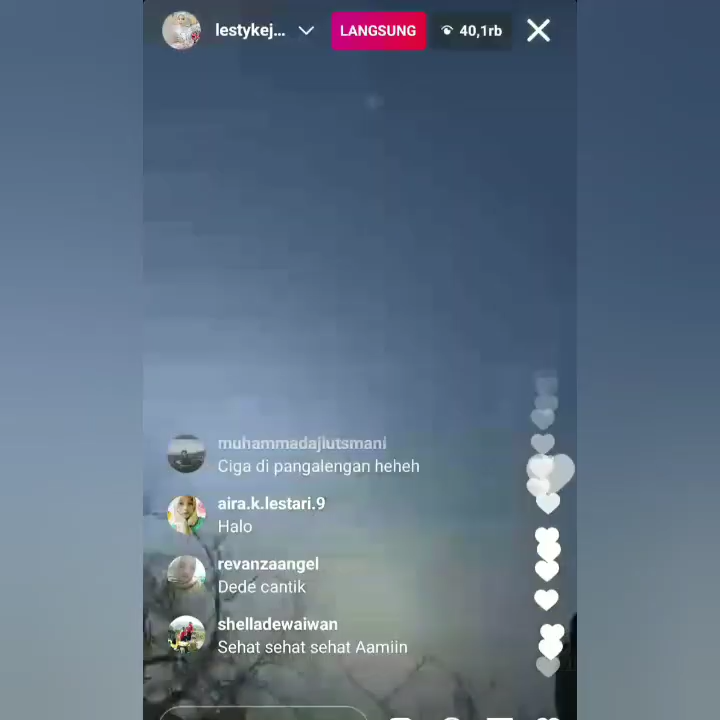 lestykej...
LANGSUNG
40,1rb
muhammadajiutsmani
Ciga di pangalengan heheh
aira.k.lestari.9
Halo
revanzaangel
Dede cantik
shelladewaiwan
Sehat sehat sehat Aamiin